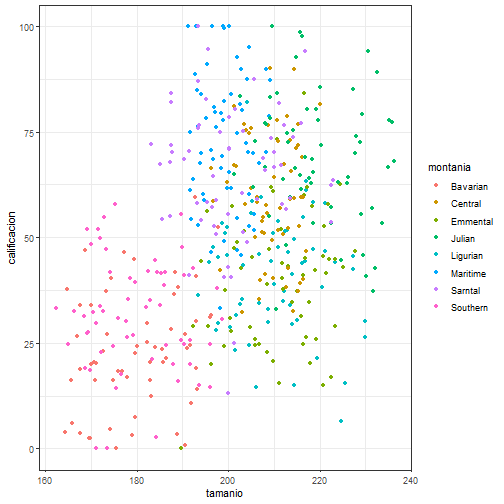 100
75
50
25
0
calificacion
160
180
200
220
240
tamanio
montania
Bavarian
Central
Emmental
Julian
Ligurian
Maritime
Sarntal
Southern